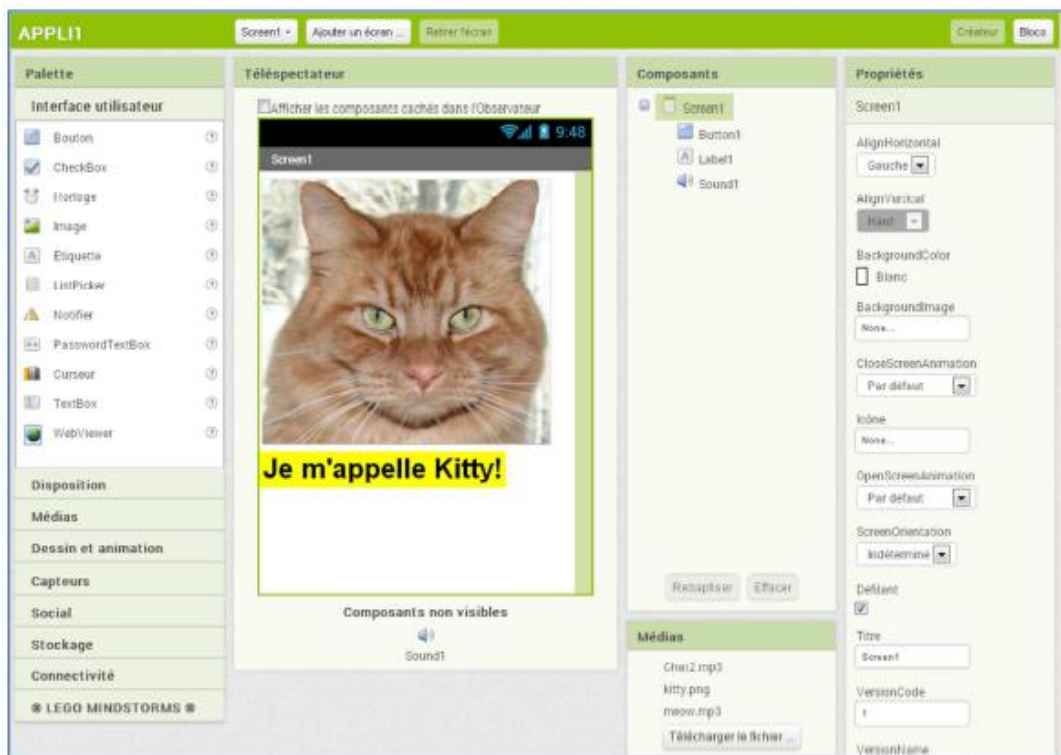 APPLI1
Screen1
Ajouter un écran ...
Retirer l'écran
Créateur
Blocs
Palette
Interface utilisateur
Bouton
CheckBox
Horloge
Image
Étiquette
ListPicker
Notifier
PasswordTextBox
Curseur
TextBox
WebViewer
Disposition
Médias
Dessin et animation
Capteurs
Social
Stockage
Connectivité
® LEGO MINDSTORMS ®
Téléspectateur
Afficher les composants cachés dans l'Observateur
9:48
Screen1
Je m'appelle Kitty!
Composants non visibles
Sound1
Composants
Screen1
Button1
A Label1
Sound1
Rebaptiser
Effacer
Médias
Chat2.mp3
kitty.png
meow.mp3
Télécharger le fichier ...
Propriétés
Screen1
AlignHorizontal
Gauche
AlignVertical
Haut
BackgroundColor
Blanc
BackgroundImage
None...
CloseScreenAnimation
Par défaut
Icône
None...
OpenScreenAnimation
Par défaut
ScreenOrientation
Indéterminé
Défilant
Titre
Screen1
VersionCode
1
VersionName